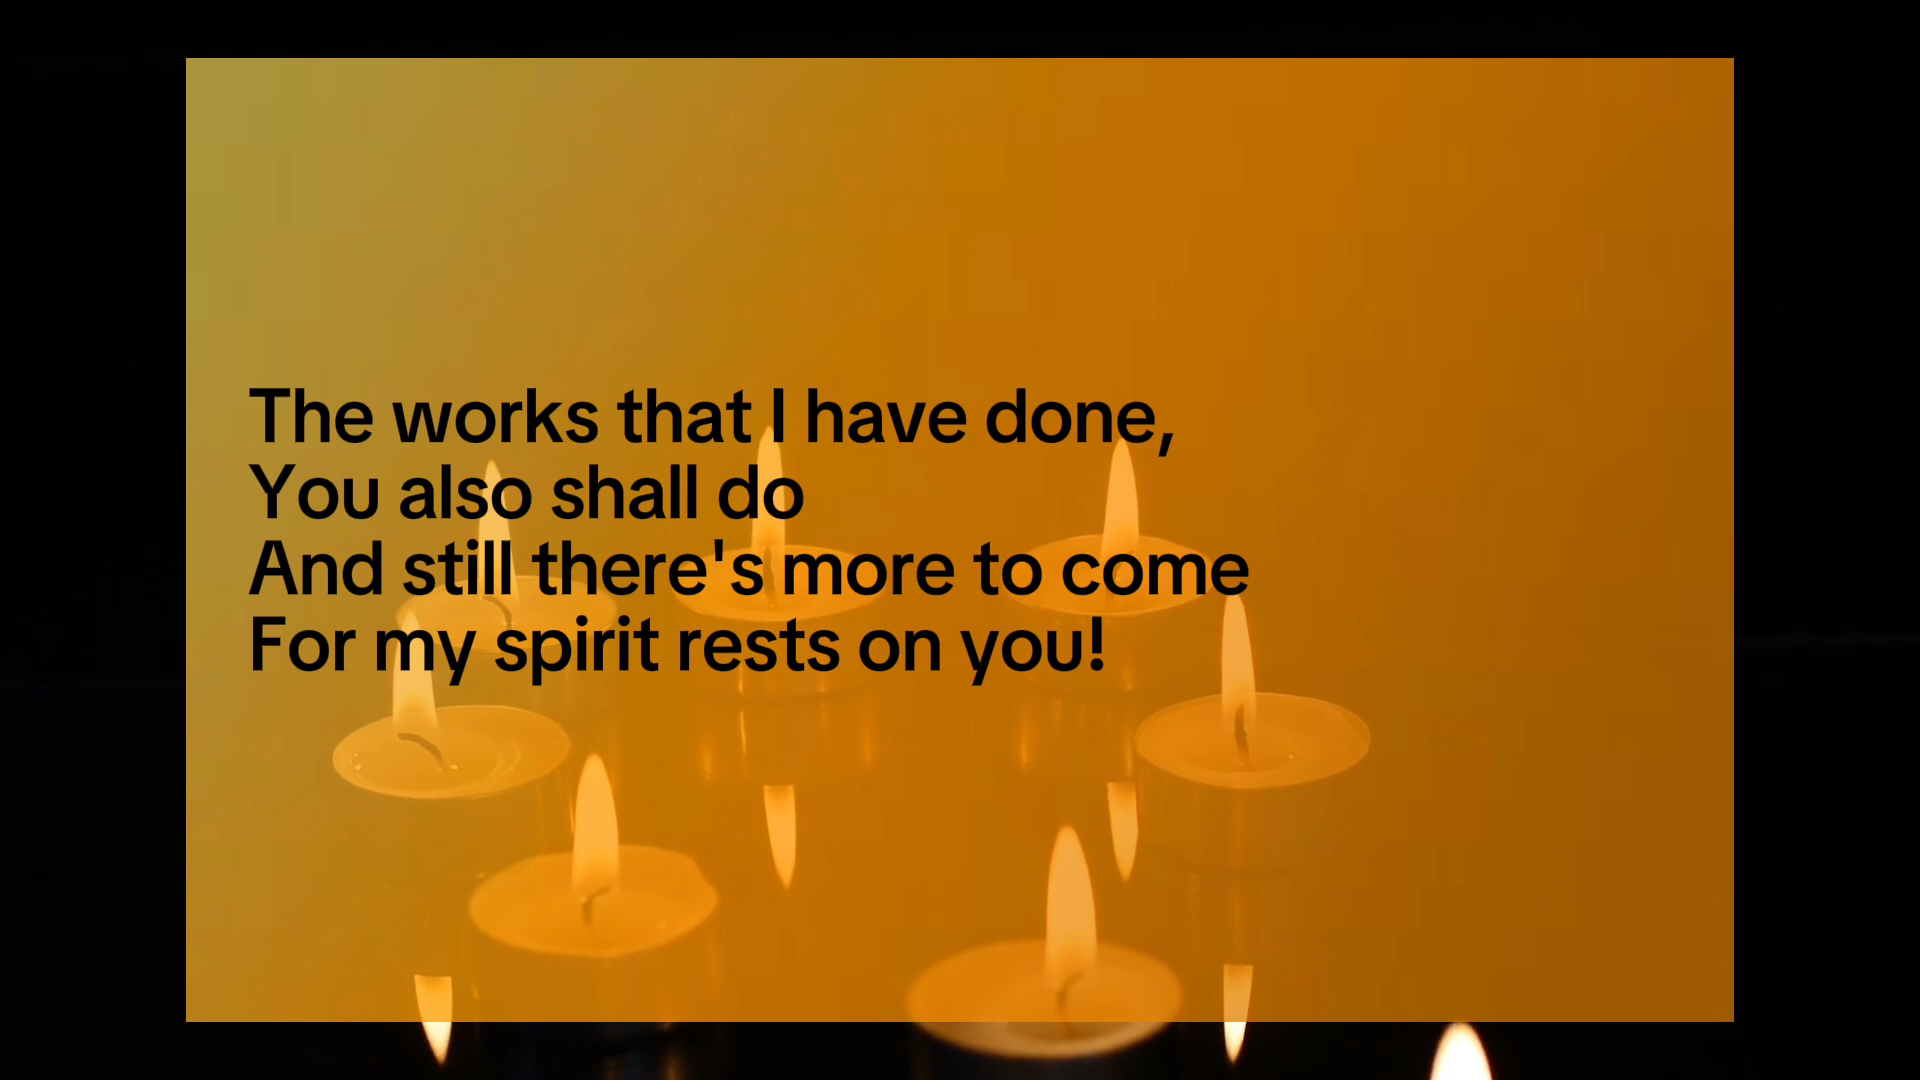 The works that I have done,
You also shall do
And still there's more to come
For my spirit rests on you!